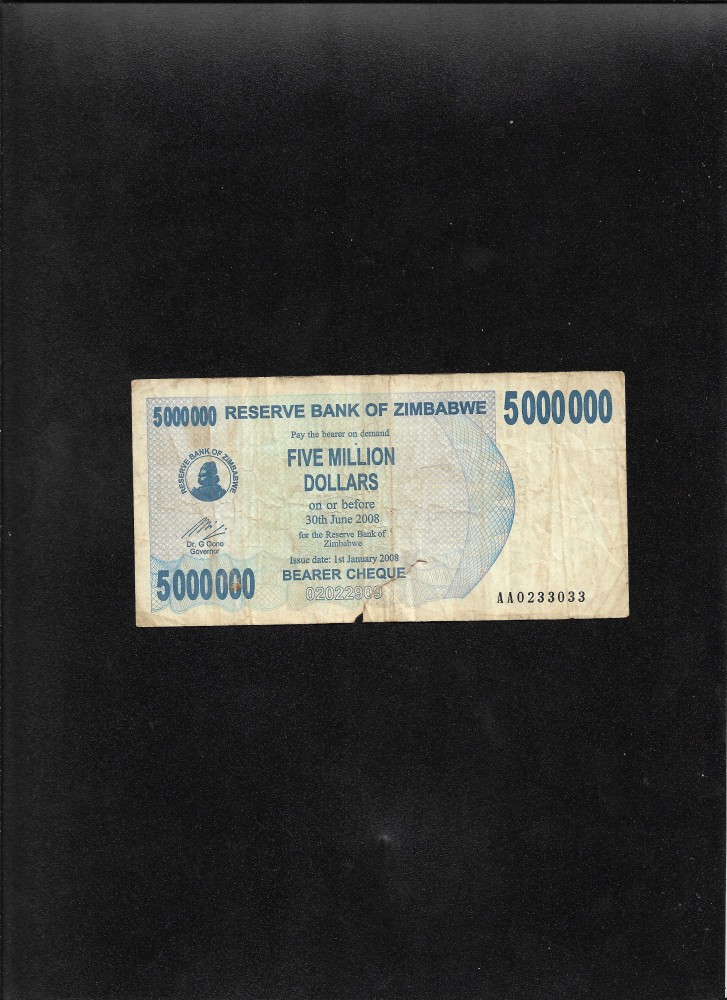 5000000 RESERVE BANK OF ZIMBABWE 5000000
Pay the bearer on demand
FIVE MILLION
DOLLARS
on or before
30th June 2008
for the Reserve Bank of
Zimbabwe
RESERVE BANK OF ZIMBABWE
Dr. G Gono
Governor
Issue date: 1st January 2008
BEARER CHEQUE
5000000
02022909
AA0233033